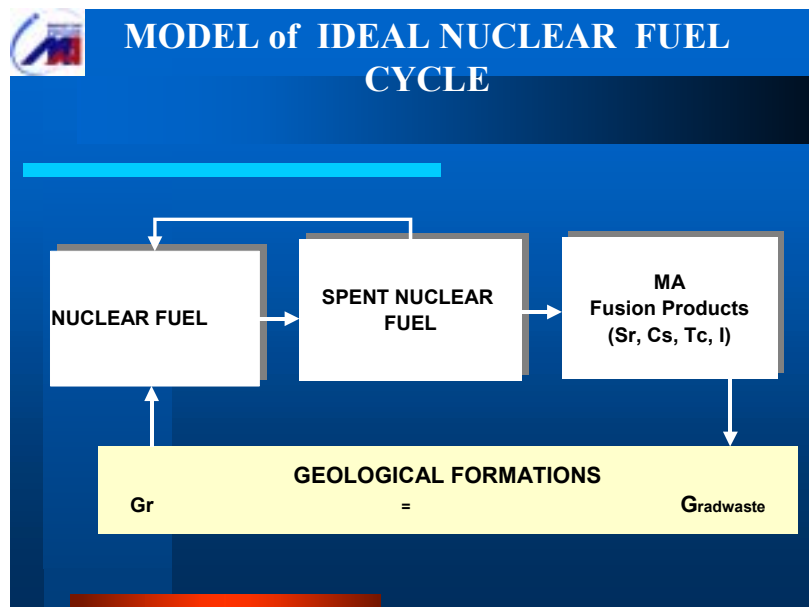 MODEL of IDEAL NUCLEAR FUEL
CYCLE
NUCLEAR FUEL
SPENT NUCLEAR
FUEL
MA
Fusion Products
(Sr, Cs, Tc, I)
GEOLOGICAL FORMATIONS
Gr = Gradwaste